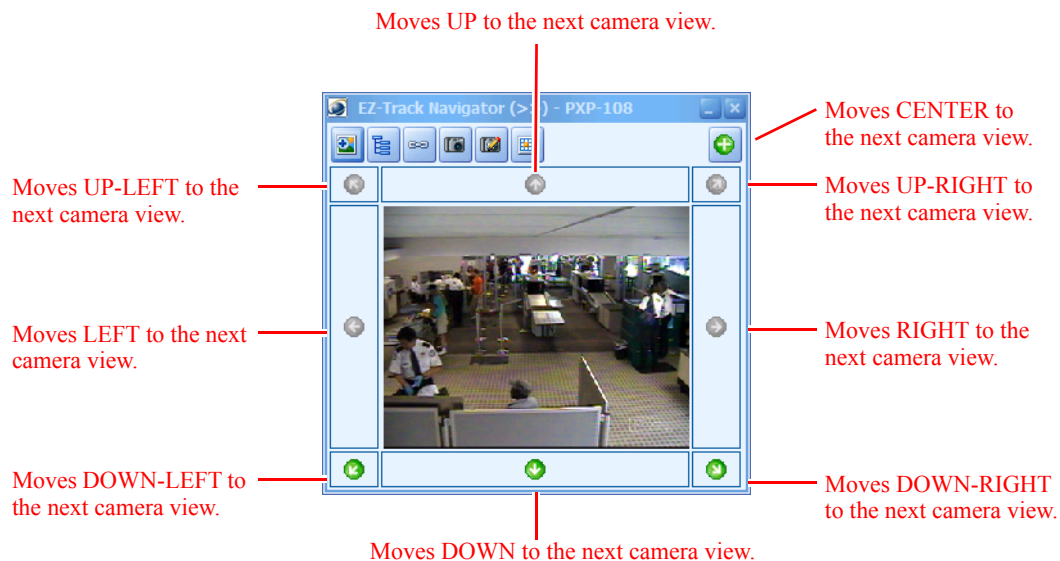 Moves UP to the next camera view.
EZ-Track Navigator (>1) - PXP-108
Moves CENTER to
the next camera view.
Moves UP-LEFT to the
next camera view.
Moves UP-RIGHT to
the next camera view.
Moves LEFT to the next
camera view.
Moves RIGHT to the
next camera view.
Moves DOWN-LEFT to
the next camera view.
Moves DOWN-RIGHT
to the next camera view.
Moves DOWN to the next camera view.